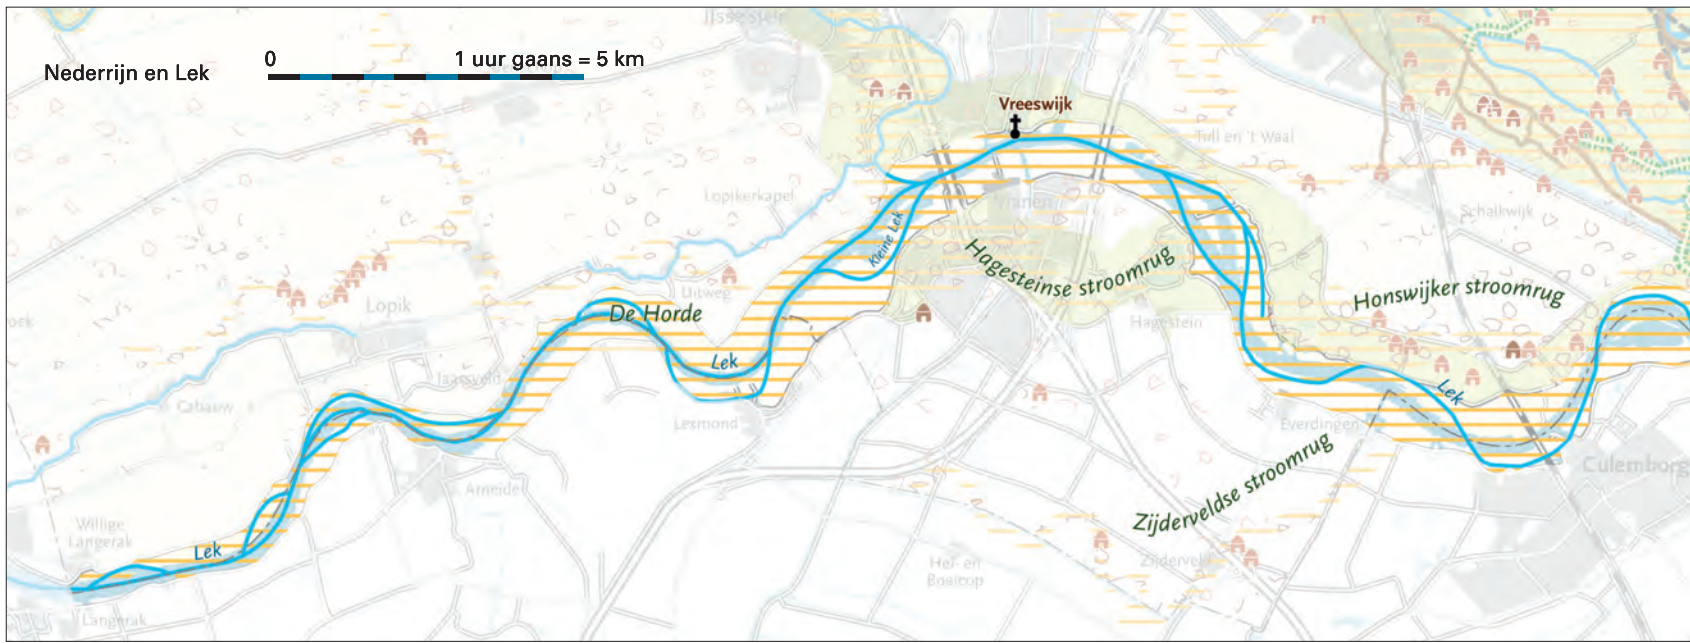 Nederrijn en Lek
0
1 uur gaans = 5 km
Vreeswijk
Tull en 't Waal
Lopikerkapel
Vianen
Schalkwijk
Kleine Lek
Hagesteinse stroomrug
Honswijker stroomrug
Uitweg
Lopik
De Horde
Hagestein
Lek
Jaarsveld
Lek
Cabauw
Lexmond
Everdingen
Culemborg
Ameide
Zijderveldse stroomrug
Willige
Langerak
Lek
Hei- en
Boeicop
Zijderveld
Langerak